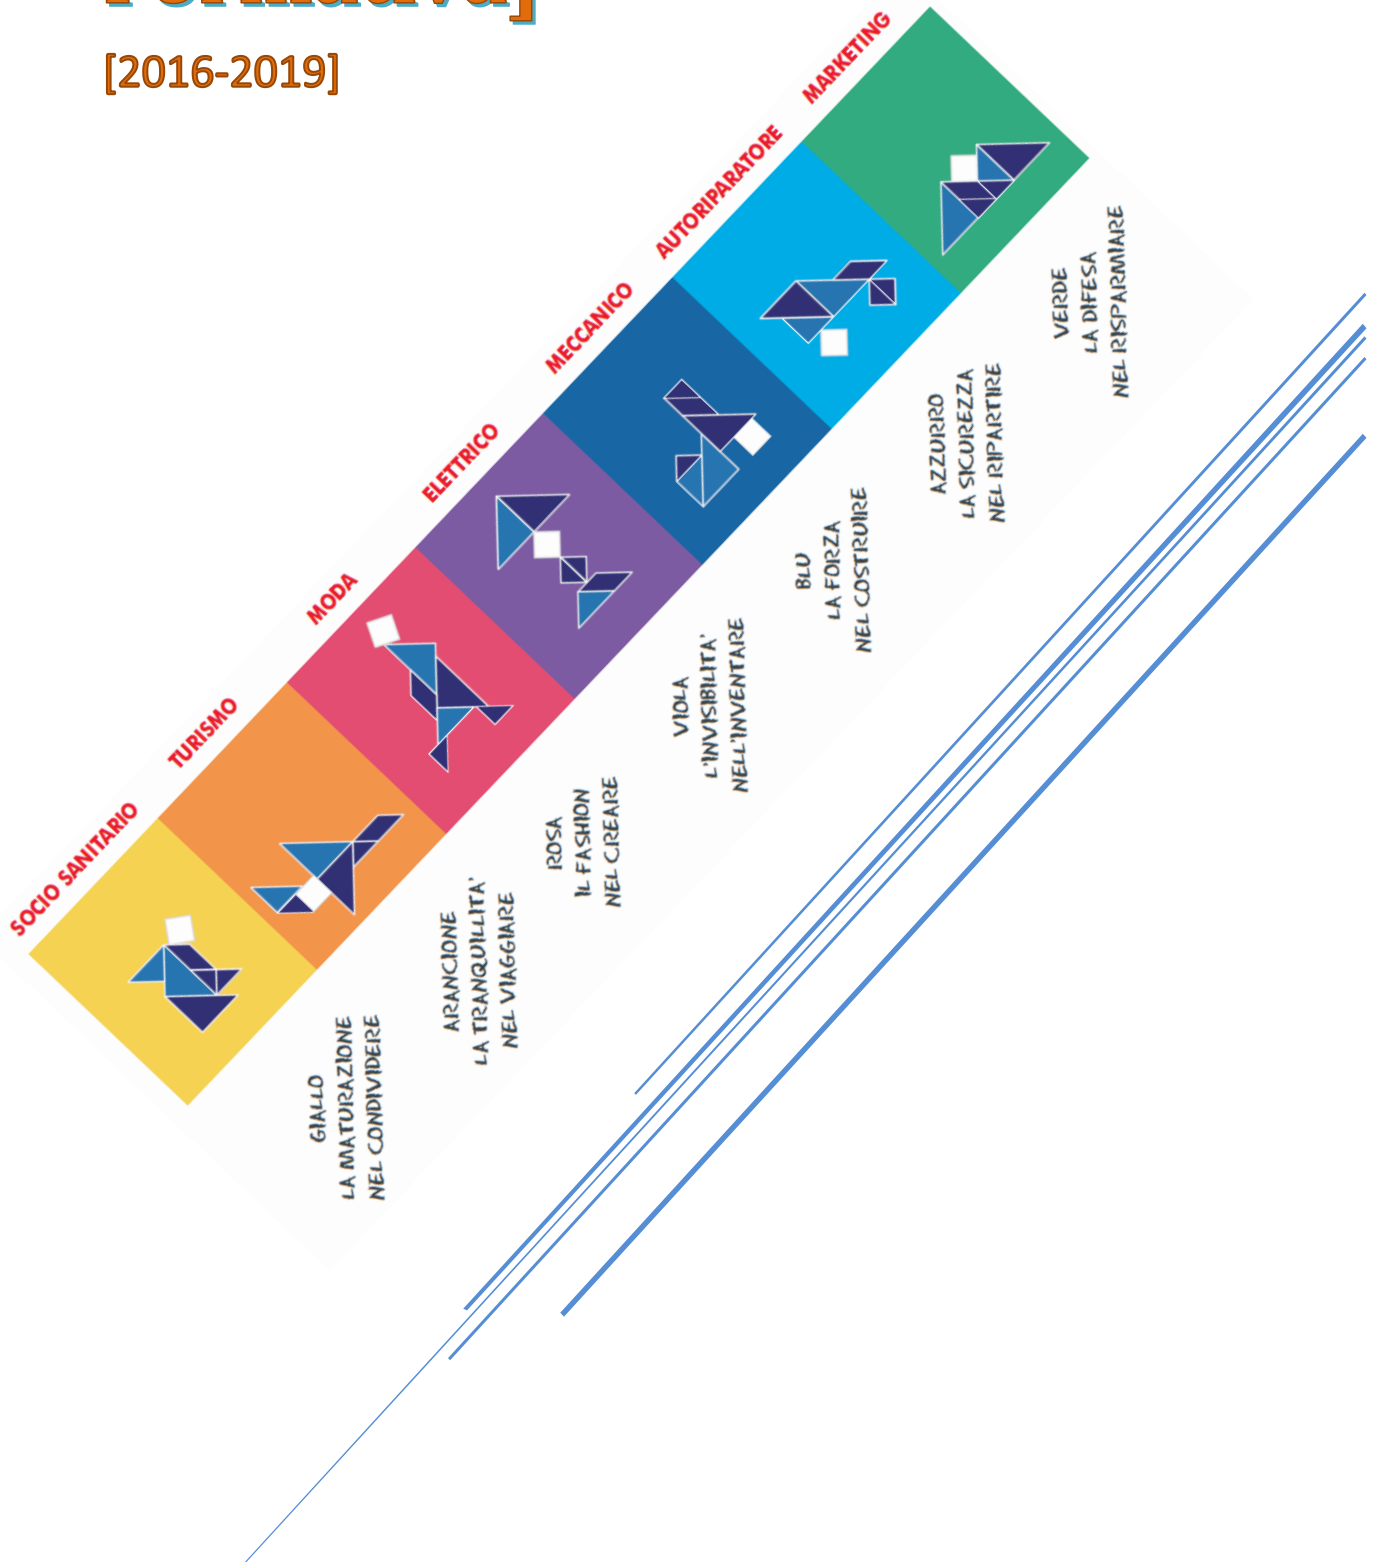 [2016-2019]
MARKETING
AUTORIPARATORE
MECCANICO
ELETTRICO
MODA
TURISMO
SOCIO SANITARIO
VERDE
LA DIFESA
NEL RISPARMIARE
AZZURRO
LA SICUREZZA
NEL RIPARTIRE
BLU
LA FORZA
NEL COSTRUIRE
VIOLA
L'INVISIBILITA'
NELL'INVENTARE
ROSA
IL FASHION
NEL CREARE
ARANCIONE
LA TRANQUILLITA'
NEL VIAGGIARE
GIALLO
LA MATURAZIONE
NEL CONDIVIDERE